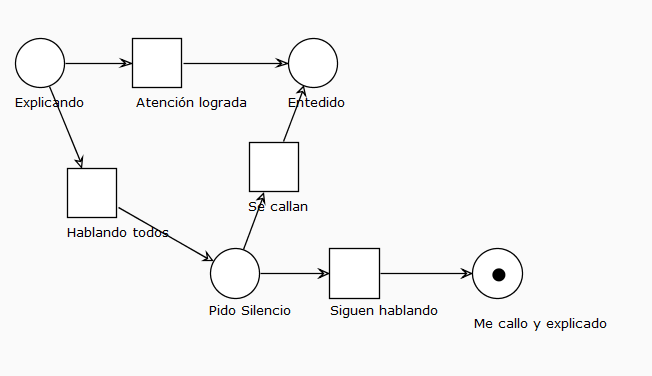 Explicando
Atención lograda
Entedido
Se callan
Hablando todos
Pido Silencio
Siguen hablando
Me callo y explicado